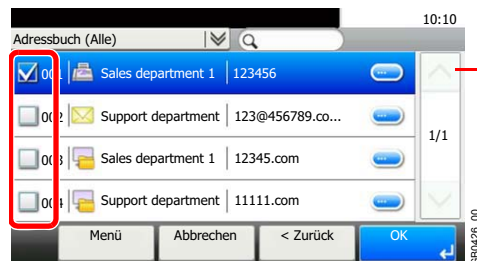 10:10
Adressbuch (Alle)
001 Sales department 1 123456
002 Support department 123@456789.co...
003 Sales department 1 12345.com
004 Support department 11111.com
1/1
Menü Abbrechen < Zurück OK